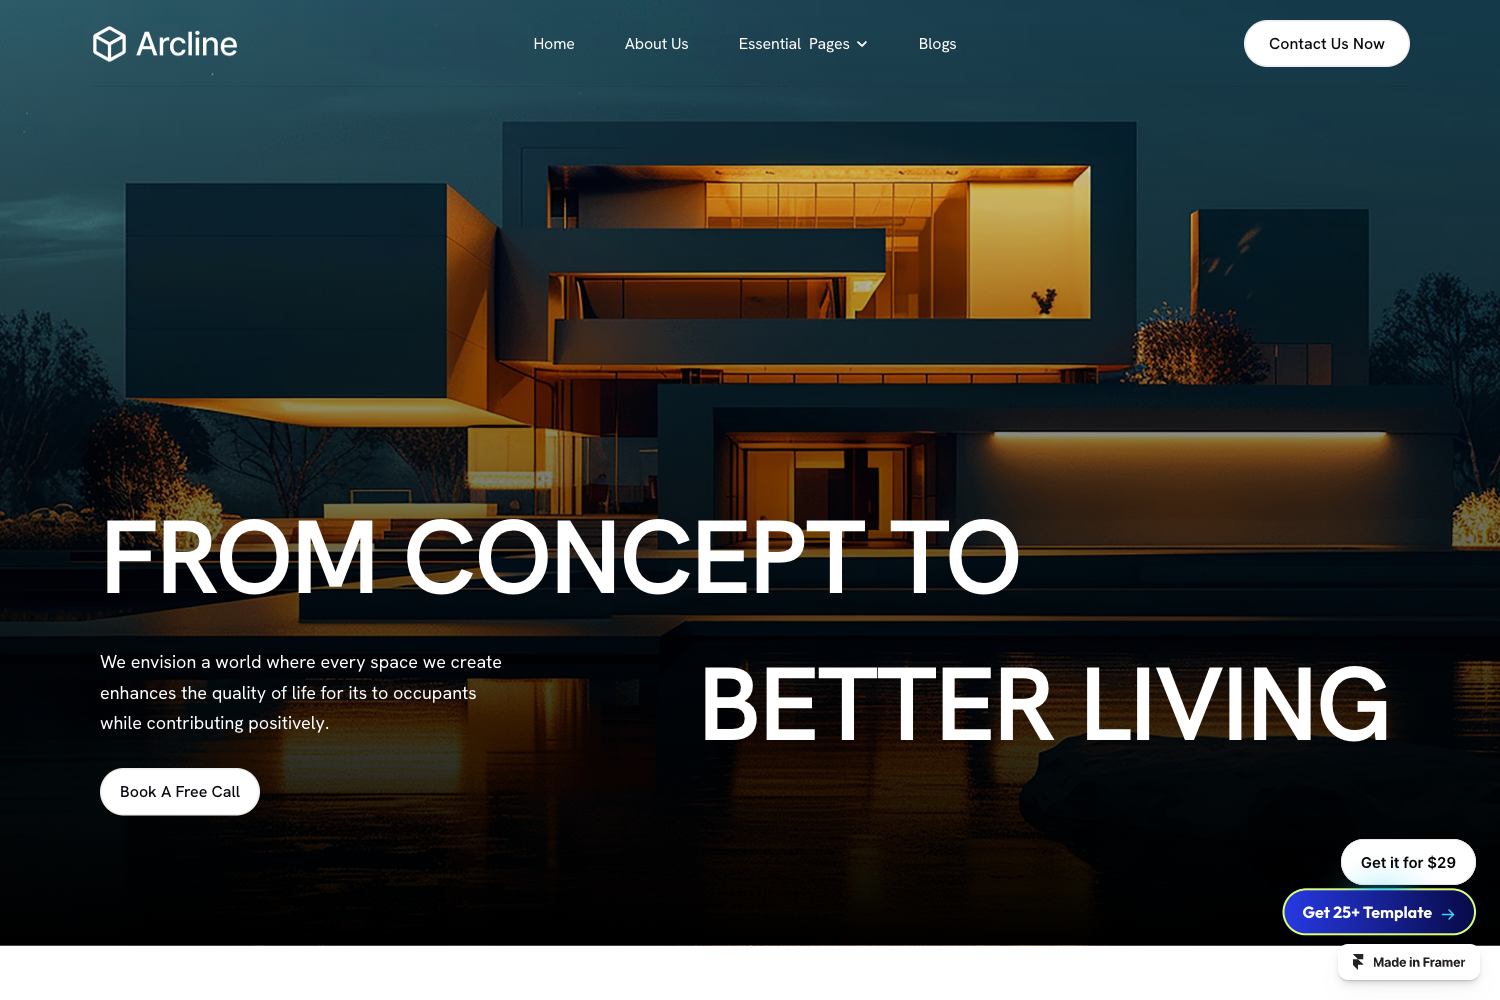 Arcline
Home
About Us
Essential Pages
Blogs
Contact Us Now
FROM CONCEPT TO
We envision a world where every space we create
enhances the quality of life for its to occupants
while contributing positively.
BETTER LIVING
Book A Free Call
Get it for $29
Get 25+ Template
Made in Framer